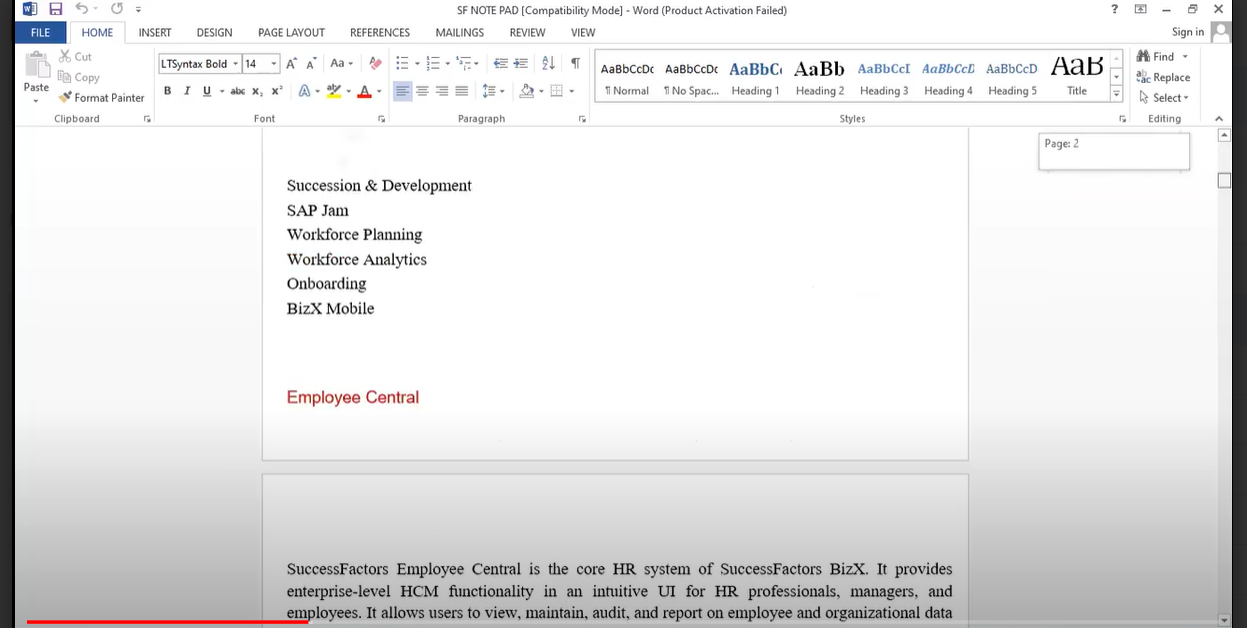 SF NOTE PAD [Compatibility Mode] - Word (Product Activation Failed)
?
FILE HOME INSERT DESIGN PAGE LAYOUT REFERENCES MAILINGS REVIEW VIEW Sign in
Paste
Cut
Copy
Format Painter
Clipboard
LTSyntax Bold 14 Aa
B I U abc X₂ X² A ab A
Font
Paragraph
AaBbCcDc AaBbCcDc AaBbC AaBb AaBbCcI AaBbCcD AaBbCcD AaB
¶ Normal ¶ No Spac... Heading 1 Heading 2 Heading 3 Heading 4 Heading 5 Title
Styles
Find
Replace
Select
Editing
Page: 2
Succession & Development
SAP Jam
Workforce Planning
Workforce Analytics
Onboarding
BizX Mobile
Employee Central
SuccessFactors Employee Central is the core HR system of SuccessFactors BizX. It provides
enterprise-level HCM functionality in an intuitive UI for HR professionals, managers, and
employees. It allows users to view, maintain, audit, and report on employee and organizational data